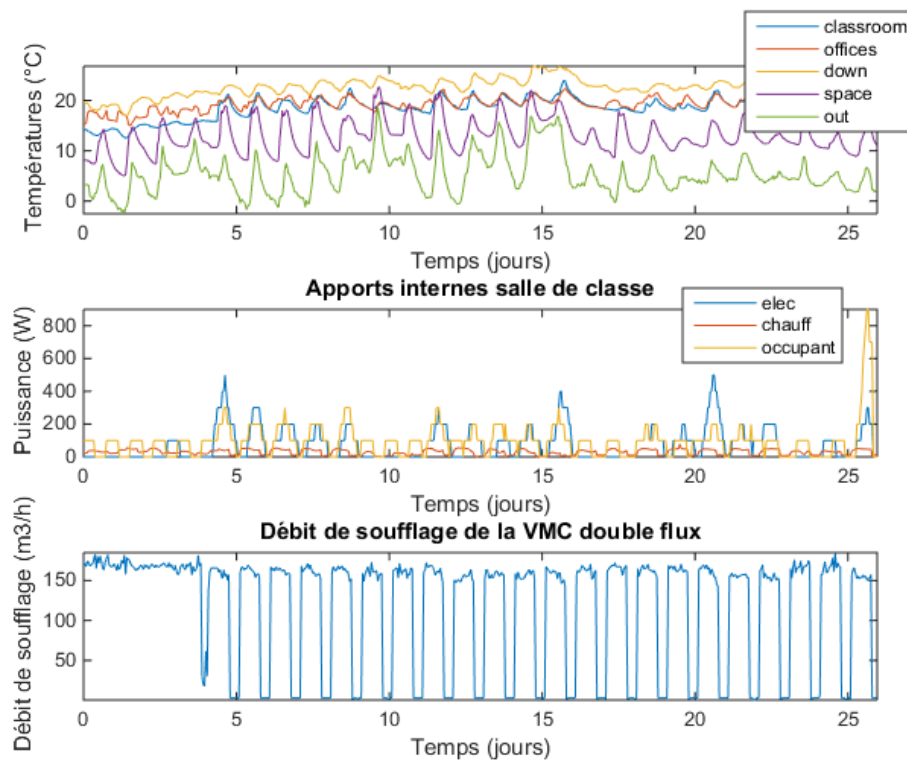 classroom
offices
down
space
out
Températures (°C)
20
10
0
0 5 10 15 20 25
Temps (jours)
Apports internes salle de classe
elec
chauff
occupant
Puissance (W)
800
600
400
200
0
0 5 10 15 20 25
Temps (jours)
Débit de soufflage de la VMC double flux
Débit de soufflage (m3/h)
150
100
50
0 5 10 15 20 25
Temps (jours)